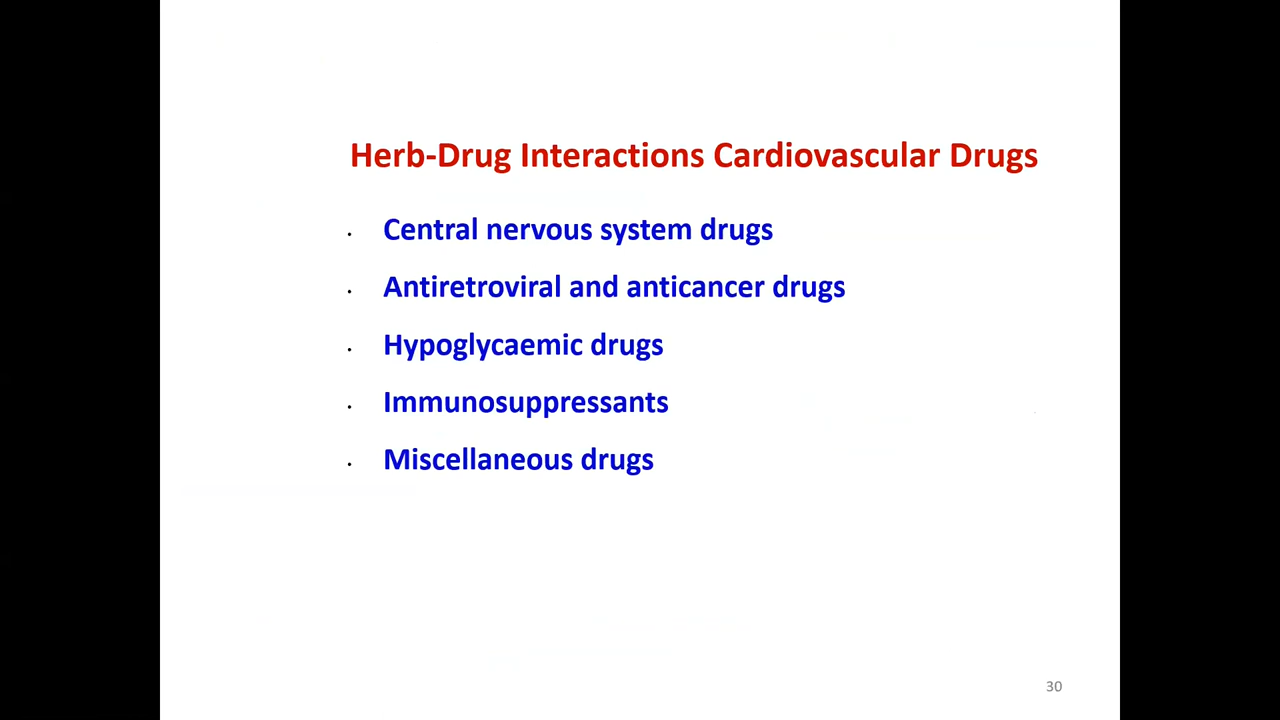 Herb-Drug Interactions Cardiovascular Drugs
· Central nervous system drugs
· Antiretroviral and anticancer drugs
· Hypoglycaemic drugs
· Immunosuppressants
· Miscellaneous drugs
30